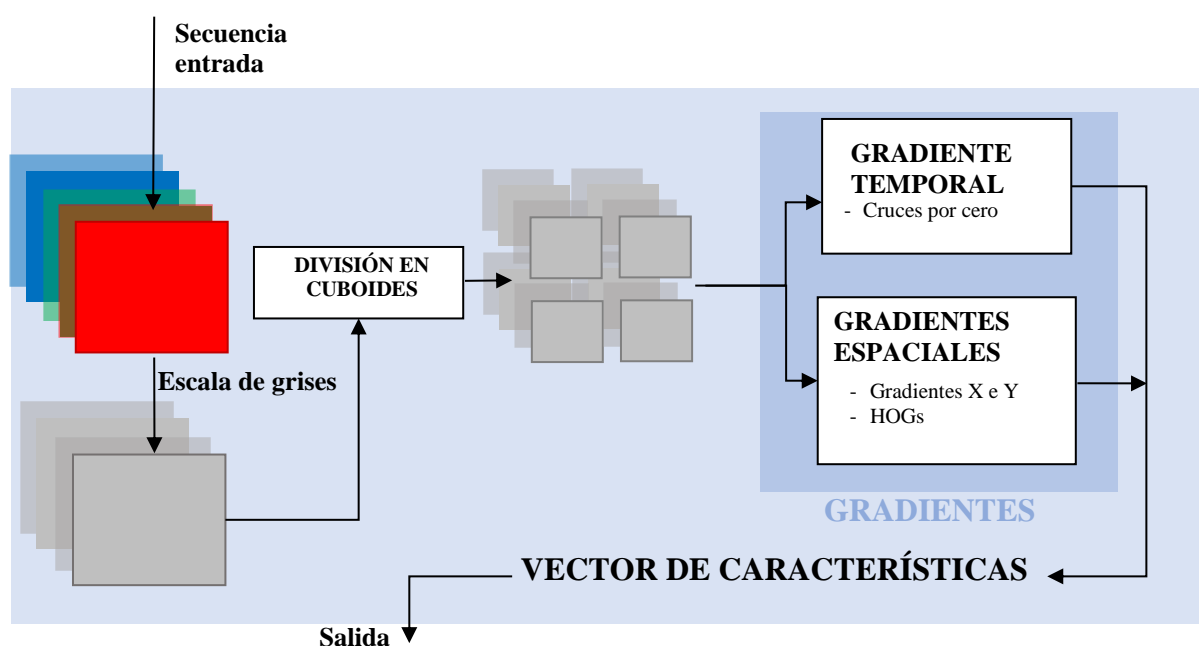 Secuencia
entrada
Escala de grises
DIVISIÓN EN
CUBOIDES
GRADIENTE
TEMPORAL
- Cruces por cero
GRADIENTES
ESPACIALES
- Gradientes X e Y
- HOGs
GRADIENTES
VECTOR DE CARACTERÍSTICAS
Salida